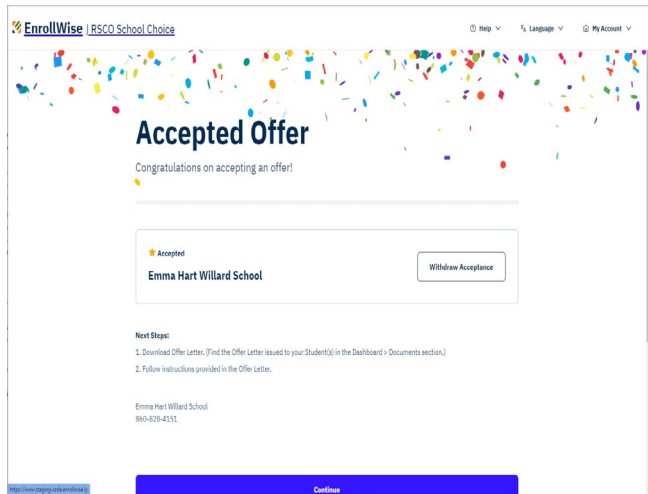 EnrollWise | RSCO School Choice
Help
Language
My Account
Accepted Offer
Congratulations on accepting an offer!
Accepted
Emma Hart Willard School
Withdraw Acceptance
Next Steps:
1. Download Offer Letter. (Find the Offer Letter issued to your Student(s) in the Dashboard > Documents section.)
2. Follow instructions provided in the Offer Letter.
Emma Hart Willard School
860-828-4151
Continue